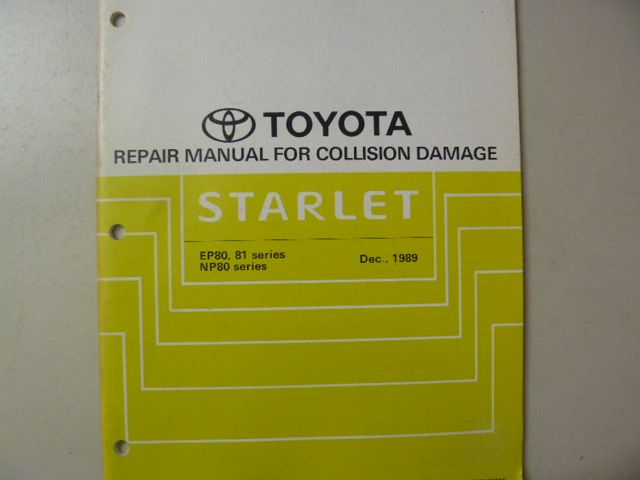 TOYOTA
REPAIR MANUAL FOR COLLISION DAMAGE
STARLET
EP80, 81 series
NP80 series
Dec., 1989